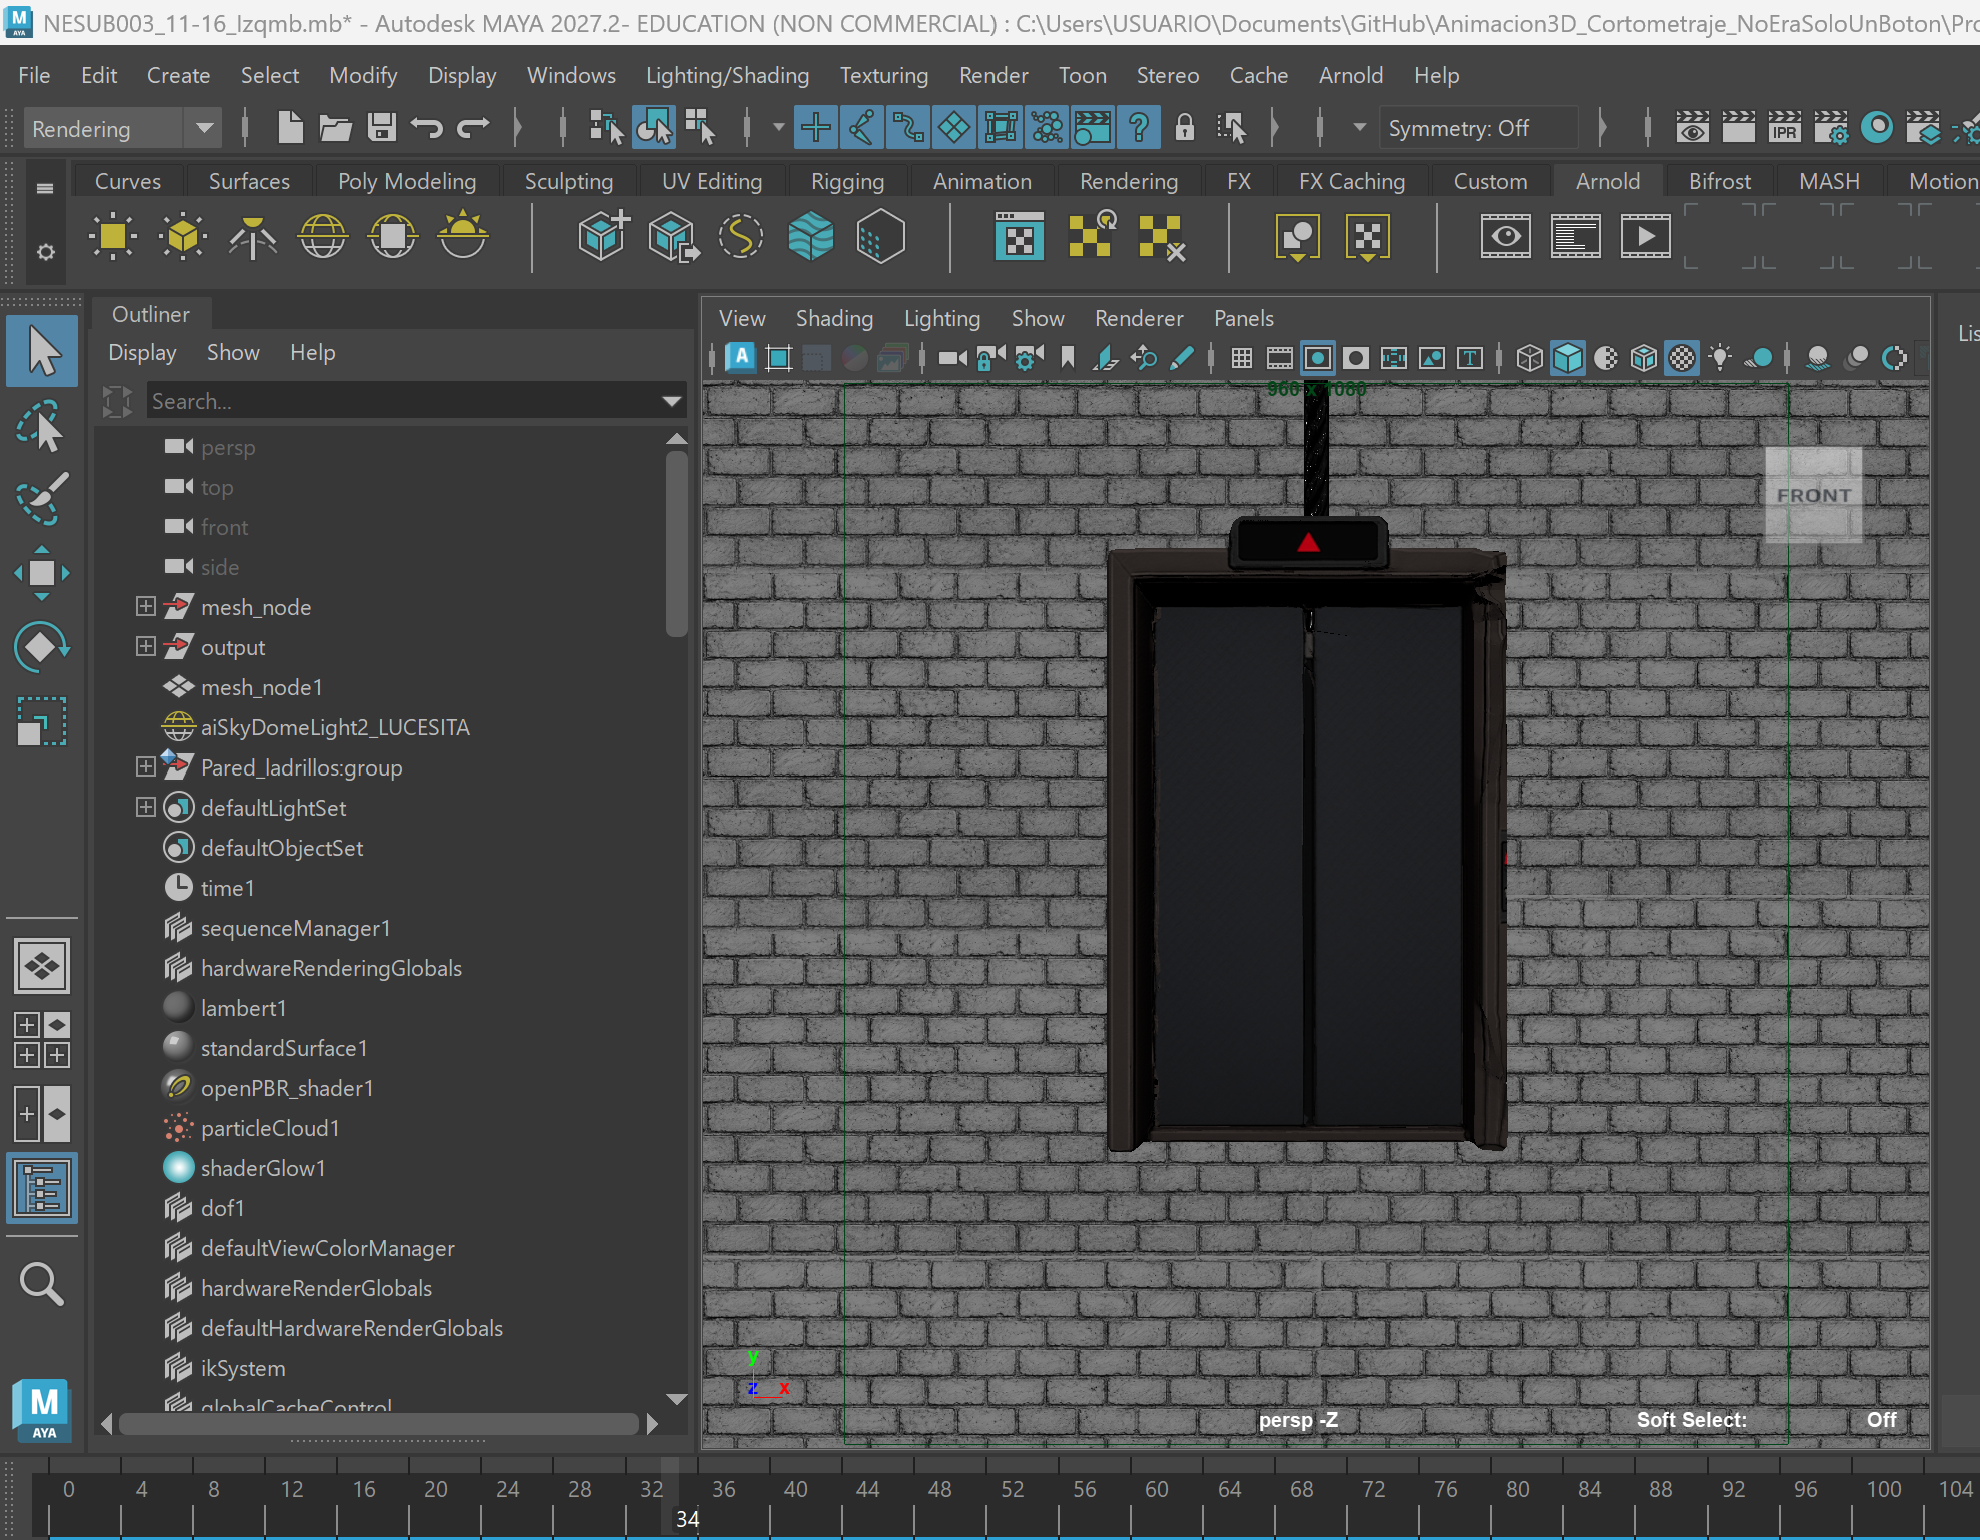 NESUB003_11-16_lzqmb.mb* - Autodesk MAYA 2027.2- EDUCATION (NON COMMERCIAL) : C:\Users\USUARIO\Documents\GitHub\Animacion3D_Cortometraje_NoEraSoloUnBoton\Pro
File Edit Create Select Modify Display Windows Lighting/Shading Texturing Render Toon Stereo Cache Arnold Help
Rendering Symmetry: Off IPR
Curves Surfaces Poly Modeling Sculpting UV Editing Rigging Animation Rendering FX FX Caching Custom Arnold Bifrost MASH Motion
Outliner
Display Show Help
Search...
persp
top
front
side
mesh_node
output
mesh_node1
aiSkyDomeLight2_LUCESITA
Pared_ladrillos:group
defaultLightSet
defaultObjectSet
time1
sequenceManager1
hardwareRenderingGlobals
lambert1
standardSurface1
openPBR_shader1
particleCloud1
shaderGlow1
dof1
defaultViewColorManager
hardwareRenderGlobals
defaultHardwareRenderGlobals
ikSystem
globalCacheControl
View Shading Lighting Show Renderer Panels
Lis
960 x 1080
FRONT
y
z x
persp -Z
Soft Select: Off
M
AYA
0 4 8 12 16 20 24 28 32 36 40 44 48 52 56 60 64 68 72 76 80 84 88 92 96 100 104
34